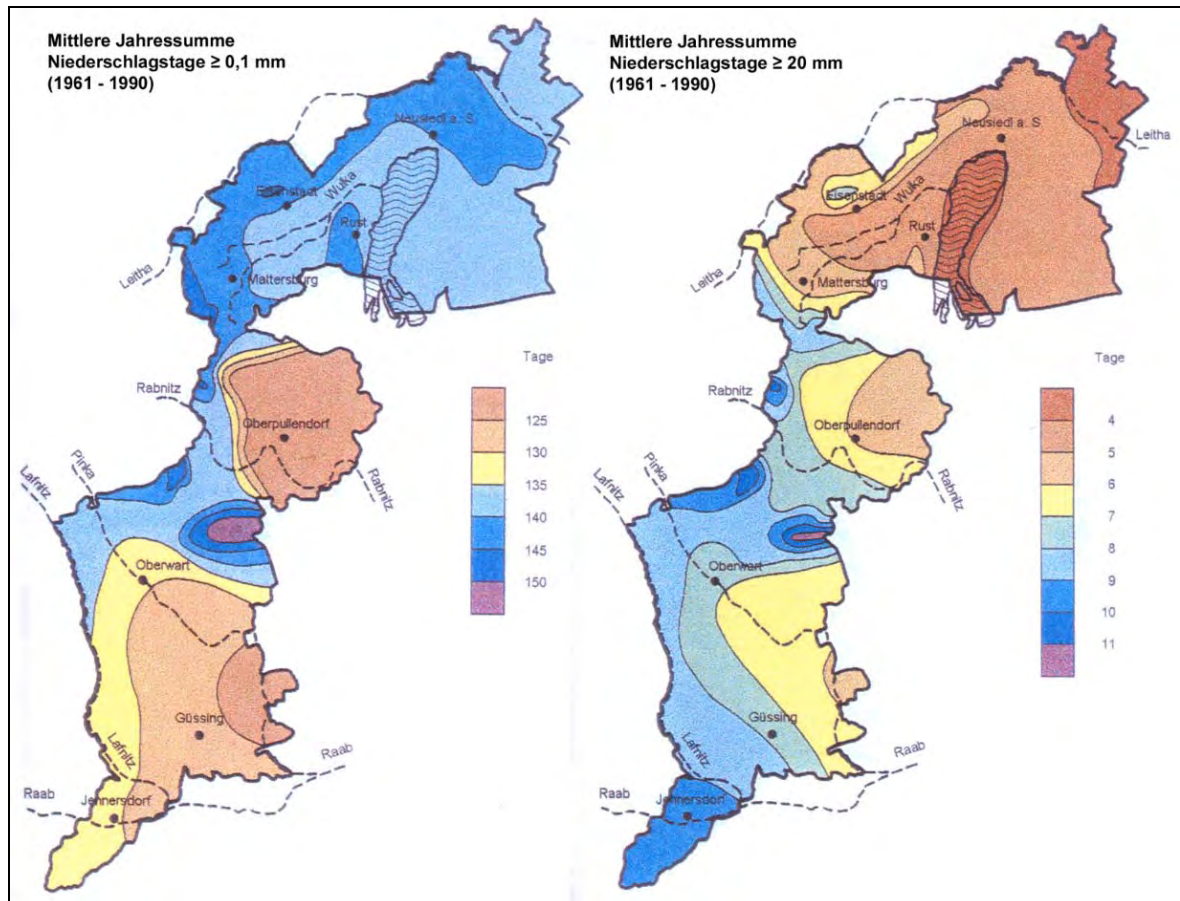 Mittlere Jahressumme
Niederschlagstage ≥ 0,1 mm
(1961 - 1990)
Neusiedl a. S.
Eisenstadt
Wulka
Rust
Leitha
Leitha
Mattersburg
Tage
125
130
135
140
145
150
Rabnitz
Oberpullendorf
Rabnitz
Pinka
Lafnitz
Oberwart
Güssing
Lafnitz
Raab
Raab
Jennersdorf
Mittlere Jahressumme
Niederschlagstage ≥ 20 mm
(1961 - 1990)
Neusiedl a. S
Leitha
Eisenstadt
Wulka
Rust
Leitha
Mattersburg
Tage
4
5
6
7
8
9
10
11
Rabnitz
Oberpullendorf
Rabnitz
Pinka
Lafnitz
Oberwart
Güssing
Lafnitz
Raab
Raab
Jennersdorf